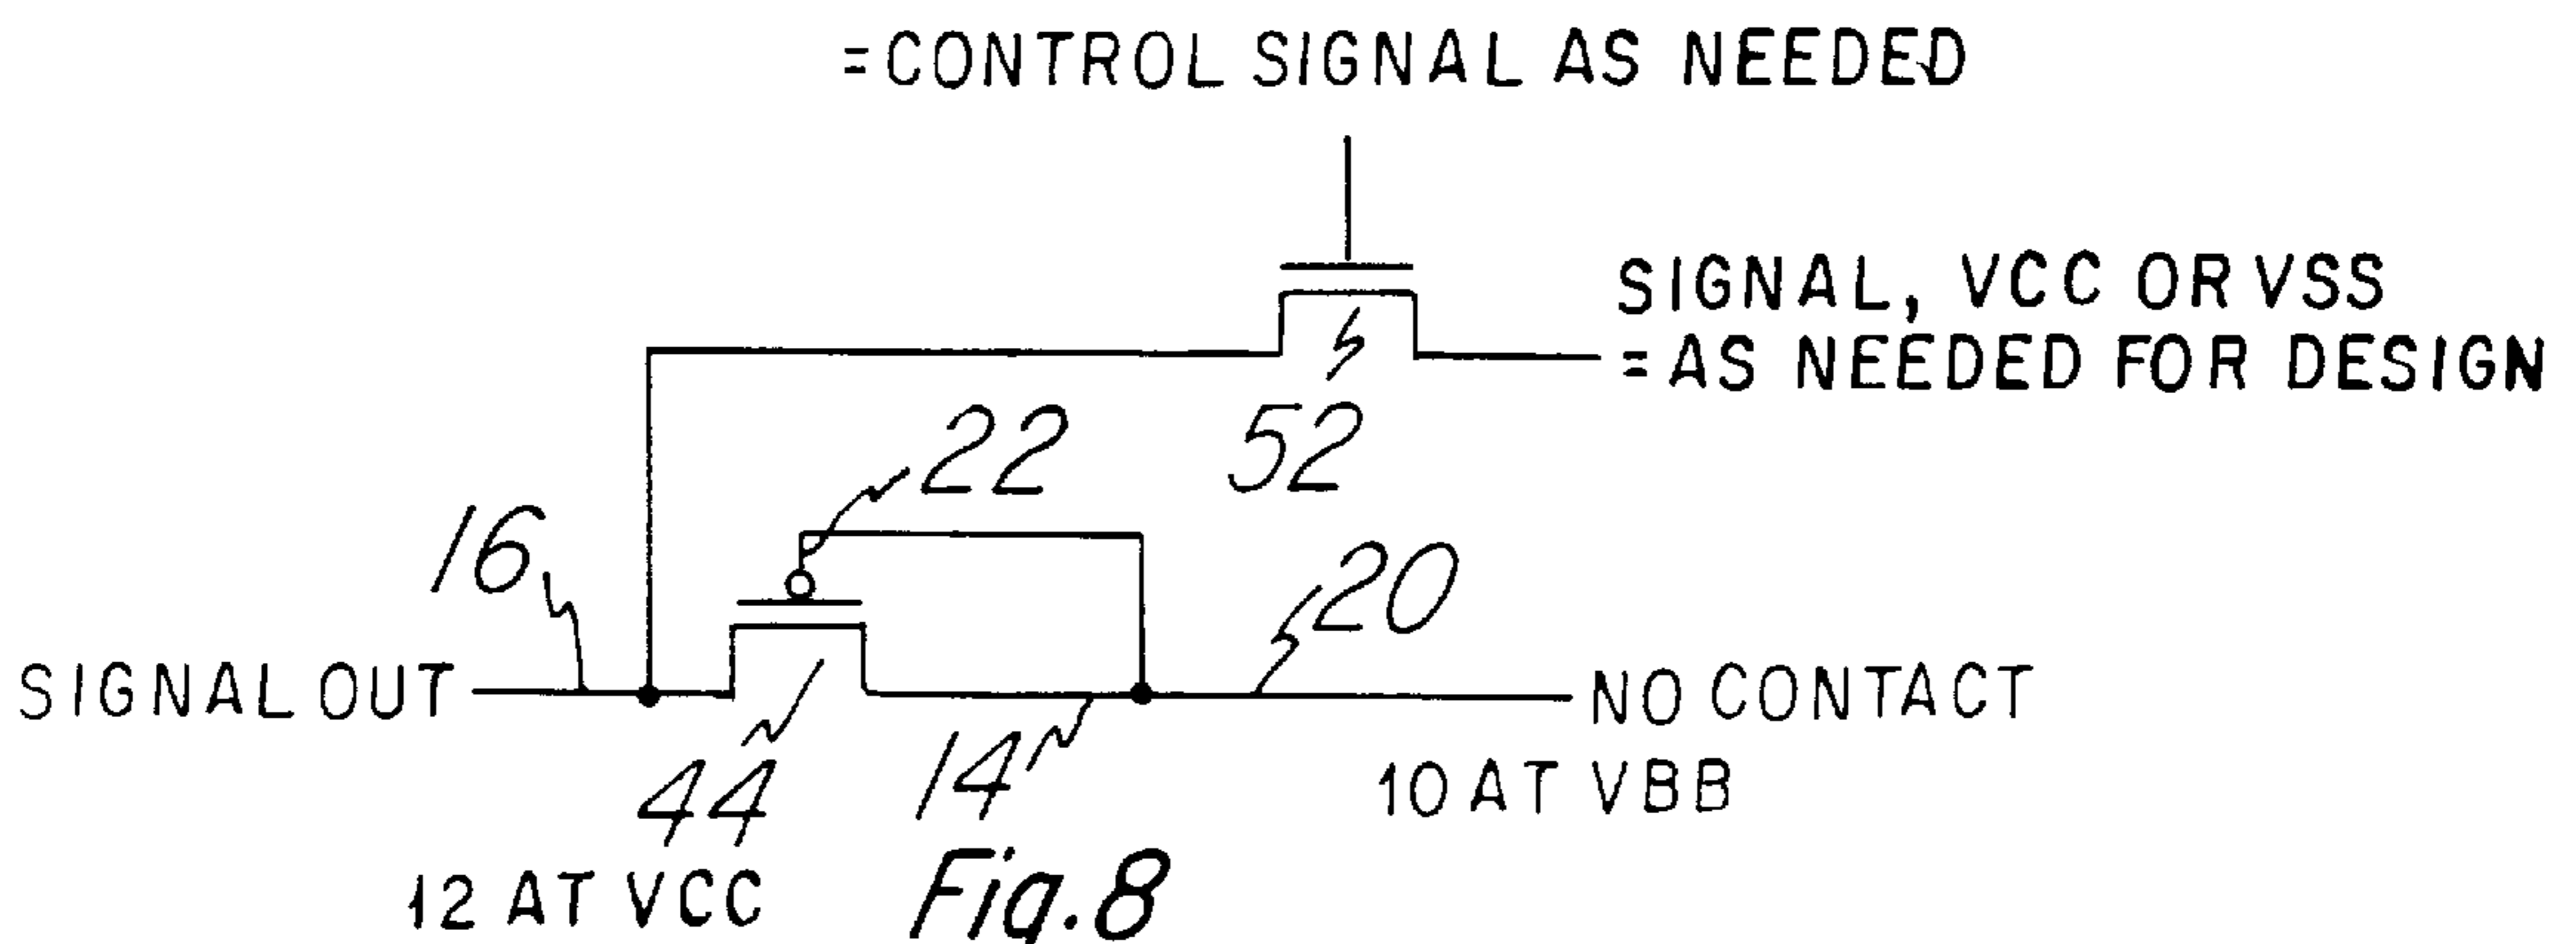 =CONTROL SIGNAL AS NEEDED
SIGNAL, VCC OR VSS
=AS NEEDED FOR DESIGN
52
22
16
20
SIGNAL OUT
NO CONTACT
44
14
10 AT VBB
12 AT VCC
Fig. 8